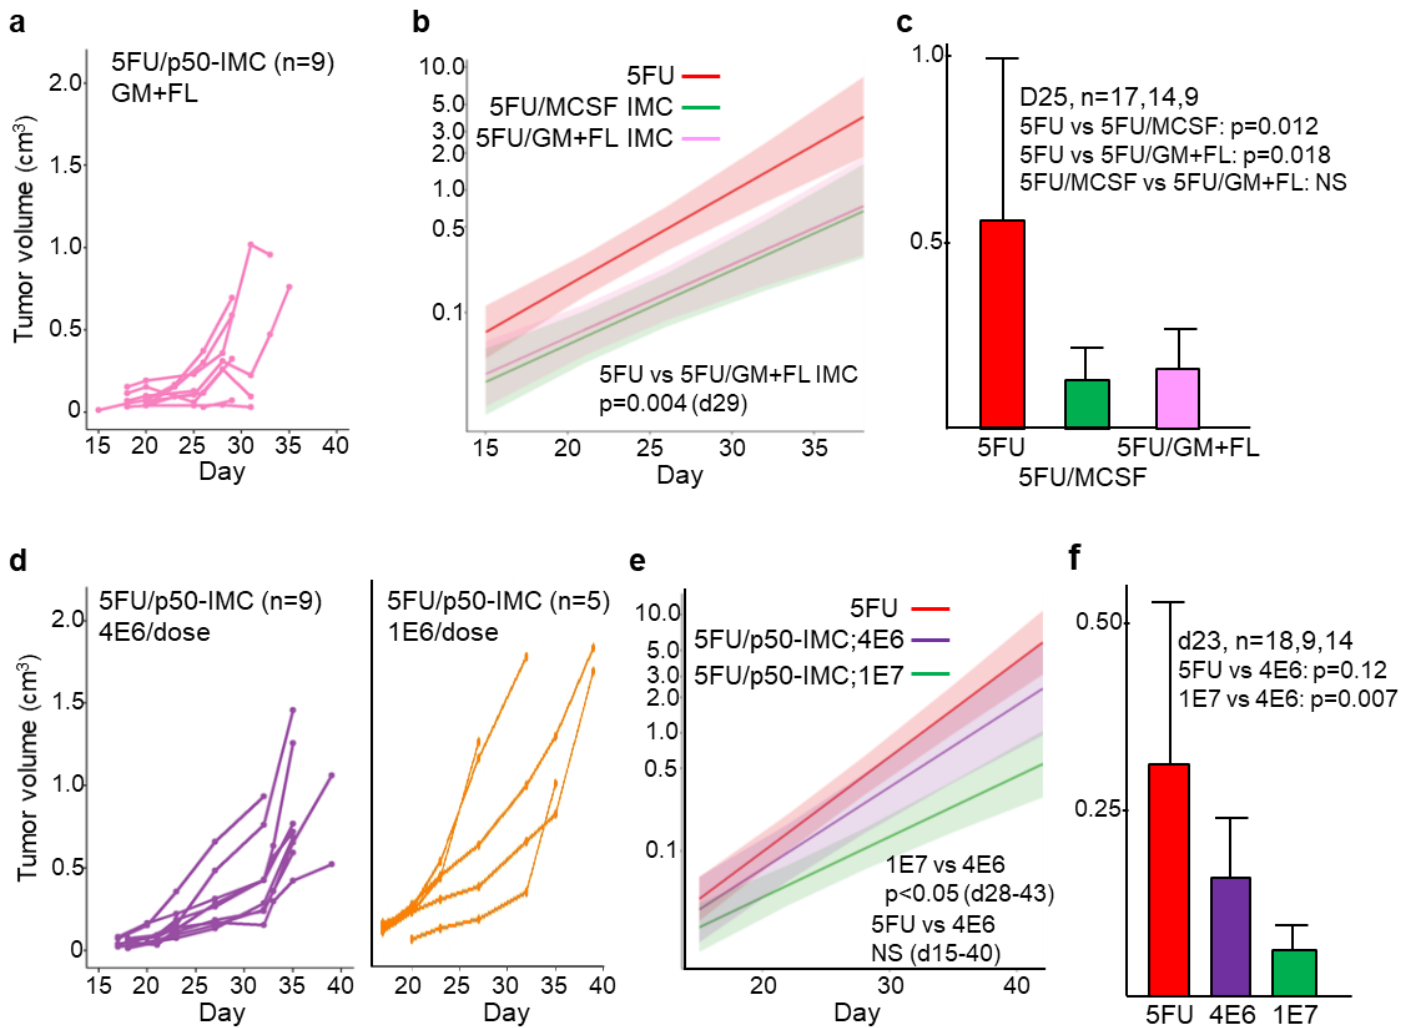 a
5FU/p50-IMC (n=9)
GM+FL
Tumor volume (cm³)
2.0
1.5
1.0
0.5
0
15 20 25 30 35 40
Day
b
10.0
5.0
3.0
2.0
1.0
0.5
0.1
5FU
5FU/MCSF IMC
5FU/GM+FL IMC
5FU vs 5FU/GM+FL IMC
p=0.004 (d29)
15 20 25 30 35
Day
c
1.0
0.5
D25, n=17,14,9
5FU vs 5FU/MCSF: p=0.012
5FU vs 5FU/GM+FL: p=0.018
5FU/MCSF vs 5FU/GM+FL: NS
5FU 5FU/GM+FL
5FU/MCSF
d
5FU/p50-IMC (n=9)
4E6/dose
Tumor volume (cm³)
2.0
1.5
1.0
0.5
0
15 20 25 30 35 40
Day
5FU/p50-IMC (n=5)
1E6/dose
20 25 30 35 40
Day
e
10.0
5.0
3.0
2.0
1.0
0.5
0.1
5FU
5FU/p50-IMC;4E6
5FU/p50-IMC;1E7
1E7 vs 4E6
p<0.05 (d28-43)
5FU vs 4E6
NS (d15-40)
20 30 40
Day
f
0.50
0.25
d23, n=18,9,14
5FU vs 4E6: p=0.12
1E7 vs 4E6: p=0.007
5FU 4E6 1E7